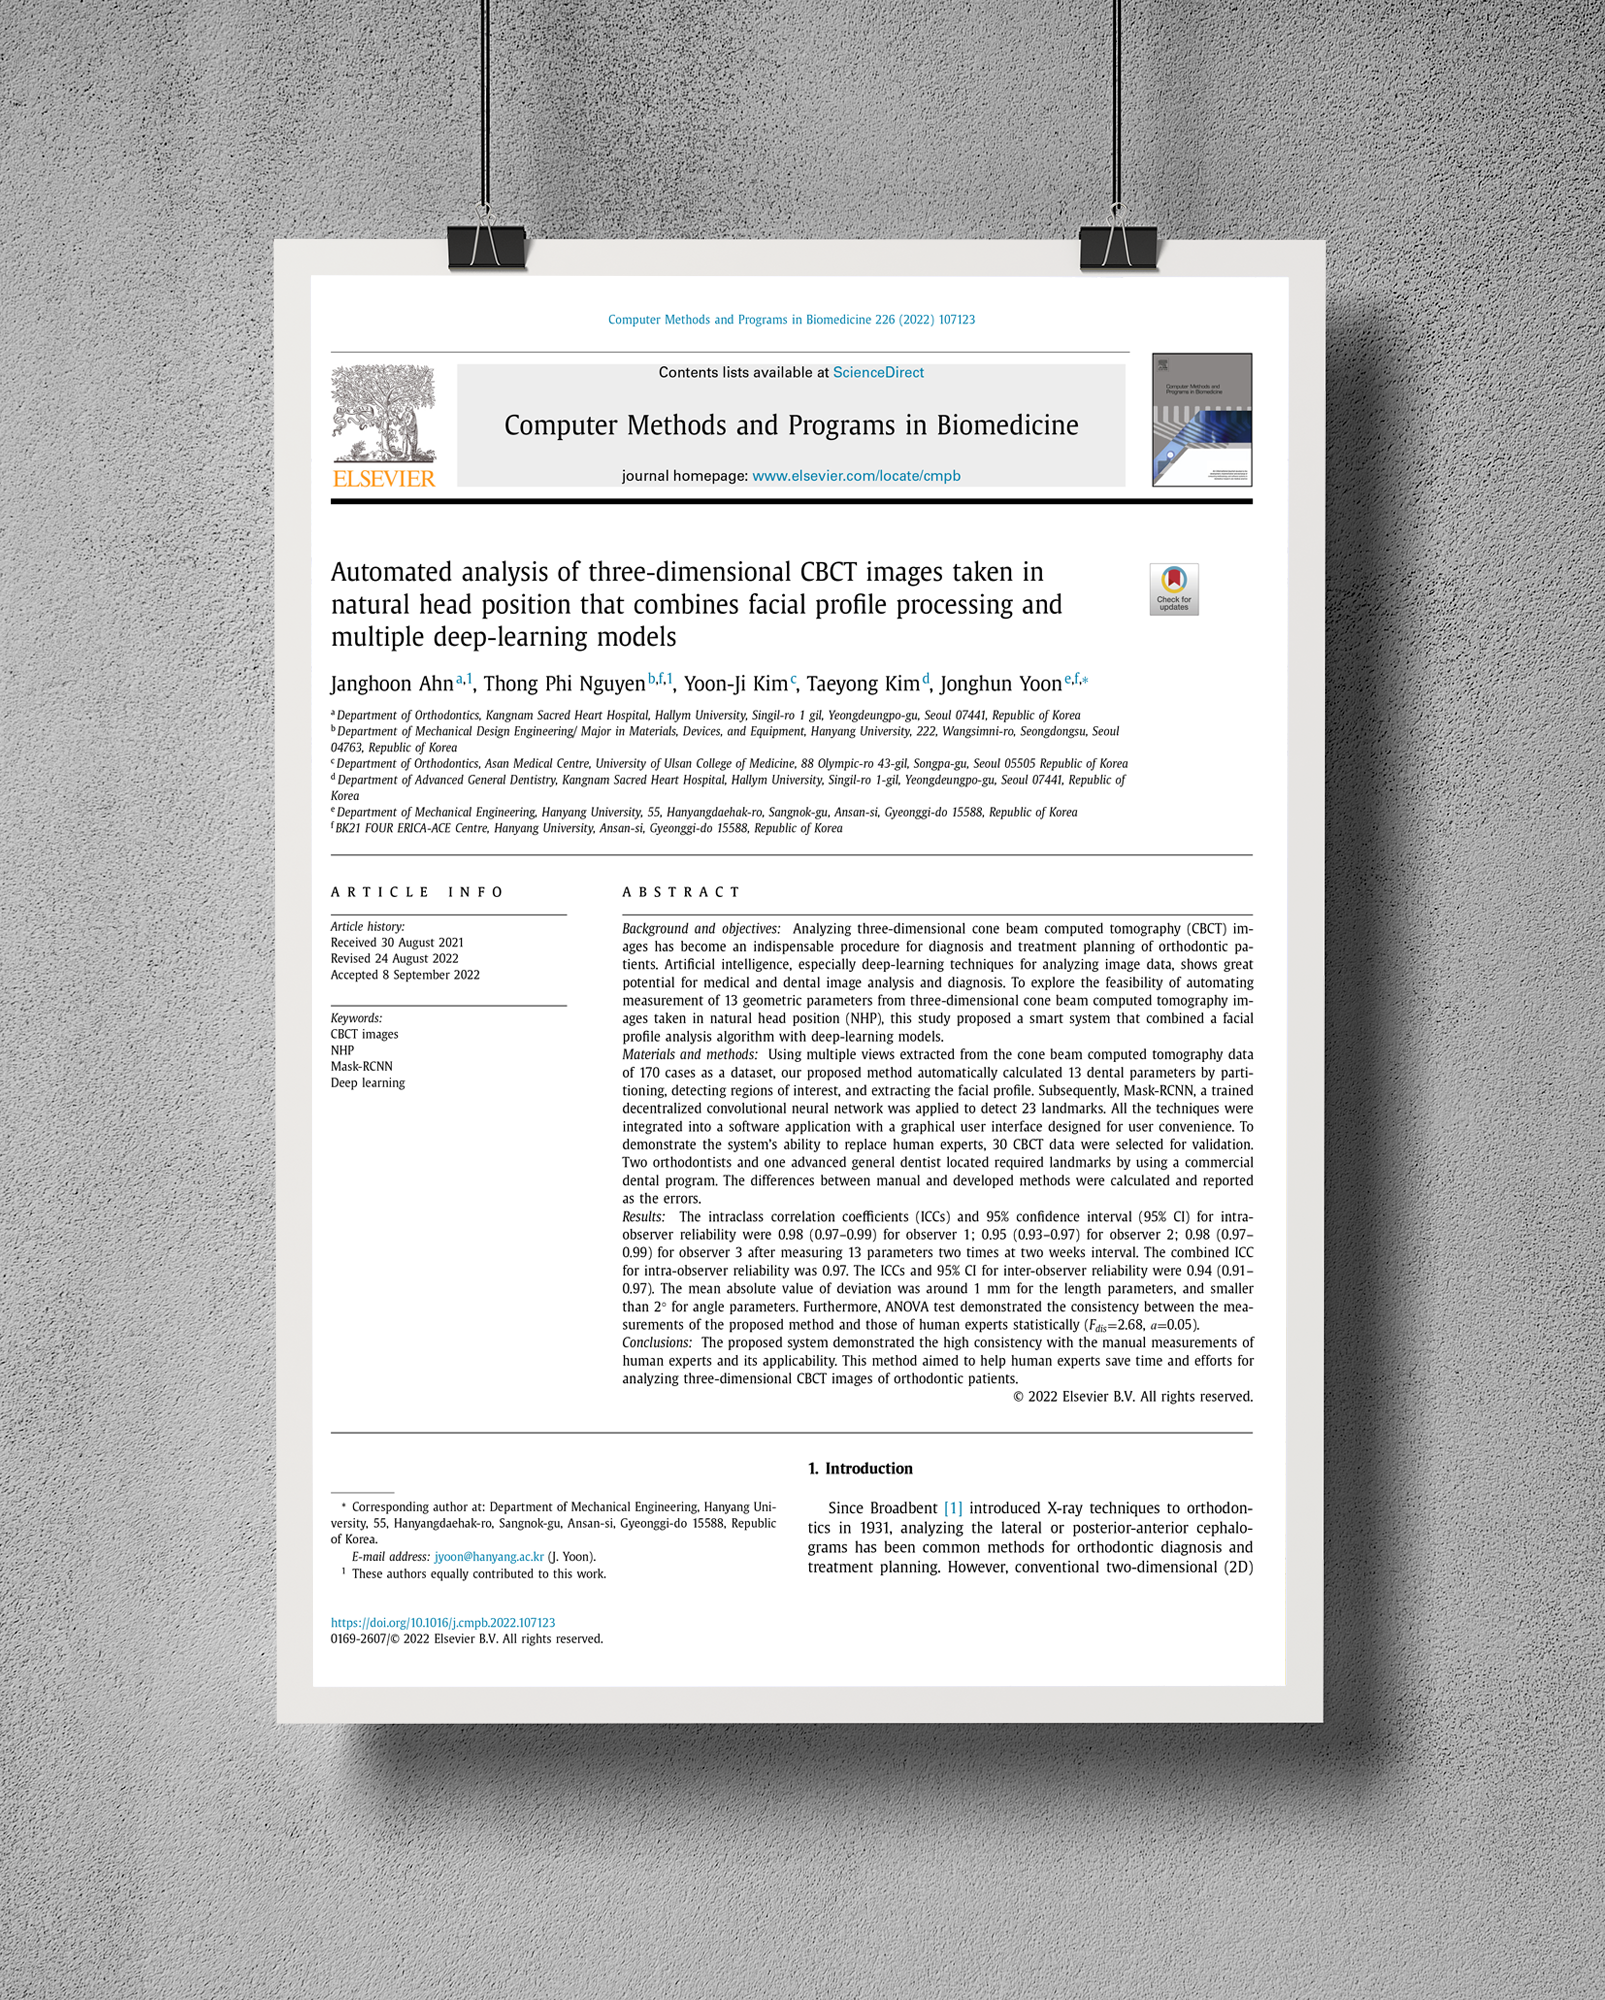 Computer Methods and Programs in Biomedicine 226 (2022) 107123
Contents lists available at ScienceDirect
Computer Methods and Programs in Biomedicine
journal homepage: www.elsevier.com/locate/cmpb
ELSEVIER
Computer Methods and
Programs in Biomedicine
Automated analysis of three-dimensional CBCT images taken in
natural head position that combines facial profile processing and
multiple deep-learning models
Check for
updates
Janghoon Ahn a,1, Thong Phi Nguyen b,f,1, Yoon-Ji Kim c, Taeyong Kim d, Jonghun Yoon e,f,*
a Department of Orthodontics, Kangnam Sacred Heart Hospital, Hallym University, Singil-ro 1 gil, Yeongdeungpo-gu, Seoul 07441, Republic of Korea
b Department of Mechanical Design Engineering/ Major in Materials, Devices, and Equipment, Hanyang University, 222, Wangsimni-ro, Seongdongsu, Seoul
04763, Republic of Korea
c Department of Orthodontics, Asan Medical Centre, University of Ulsan College of Medicine, 88 Olympic-ro 43-gil, Songpa-gu, Seoul 05505 Republic of Korea
d Department of Advanced General Dentistry, Kangnam Sacred Heart Hospital, Hallym University, Singil-ro 1-gil, Yeongdeungpo-gu, Seoul 07441, Republic of
Korea
e Department of Mechanical Engineering, Hanyang University, 55, Hanyangdaehak-ro, Sangnok-gu, Ansan-si, Gyeonggi-do 15588, Republic of Korea
f BK21 FOUR ERICA-ACE Centre, Hanyang University, Ansan-si, Gyeonggi-do 15588, Republic of Korea
ARTICLE INFO
Article history:
Received 30 August 2021
Revised 24 August 2022
Accepted 8 September 2022
Keywords:
CBCT images
NHP
Mask-RCNN
Deep learning
ABSTRACT
Background and objectives: Analyzing three-dimensional cone beam computed tomography (CBCT) im-
ages has become an indispensable procedure for diagnosis and treatment planning of orthodontic pa-
tients. Artificial intelligence, especially deep-learning techniques for analyzing image data, shows great
potential for medical and dental image analysis and diagnosis. To explore the feasibility of automating
measurement of 13 geometric parameters from three-dimensional cone beam computed tomography im-
ages taken in natural head position (NHP), this study proposed a smart system that combined a facial
profile analysis algorithm with deep-learning models.
Materials and methods: Using multiple views extracted from the cone beam computed tomography data
of 170 cases as a dataset, our proposed method automatically calculated 13 dental parameters by parti-
tioning, detecting regions of interest, and extracting the facial profile. Subsequently, Mask-RCNN, a trained
decentralized convolutional neural network was applied to detect 23 landmarks. All the techniques were
integrated into a software application with a graphical user interface designed for user convenience. To
demonstrate the system's ability to replace human experts, 30 CBCT data were selected for validation.
Two orthodontists and one advanced general dentist located required landmarks by using a commercial
dental program. The differences between manual and developed methods were calculated and reported
as the errors.
Results: The intraclass correlation coefficients (ICCs) and 95% confidence interval (95% CI) for intra-
observer reliability were 0.98 (0.97–0.99) for observer 1; 0.95 (0.93–0.97) for observer 2; 0.98 (0.97–
0.99) for observer 3 after measuring 13 parameters two times at two weeks interval. The combined ICC
for intra-observer reliability was 0.97. The ICCs and 95% CI for inter-observer reliability were 0.94 (0.91–
0.97). The mean absolute value of deviation was around 1 mm for the length parameters, and smaller
than 2° for angle parameters. Furthermore, ANOVA test demonstrated the consistency between the mea-
surements of the proposed method and those of human experts statistically (Fdis=2.68, α=0.05).
Conclusions: The proposed system demonstrated the high consistency with the manual measurements of
human experts and its applicability. This method aimed to help human experts save time and efforts for
analyzing three-dimensional CBCT images of orthodontic patients.
© 2022 Elsevier B.V. All rights reserved.
* Corresponding author at: Department of Mechanical Engineering, Hanyang Uni-
versity, 55, Hanyangdaehak-ro, Sangnok-gu, Ansan-si, Gyeonggi-do 15588, Republic
of Korea.
E-mail address: jyoon@hanyang.ac.kr (J. Yoon).
1 These authors equally contributed to this work.
1. Introduction
Since Broadbent [1] introduced X-ray techniques to orthodon-
tics in 1931, analyzing the lateral or posterior-anterior cephalo-
grams has been common methods for orthodontic diagnosis and
treatment planning. However, conventional two-dimensional (2D)
https://doi.org/10.1016/j.cmpb.2022.107123
0169-2607/© 2022 Elsevier B.V. All rights reserved.